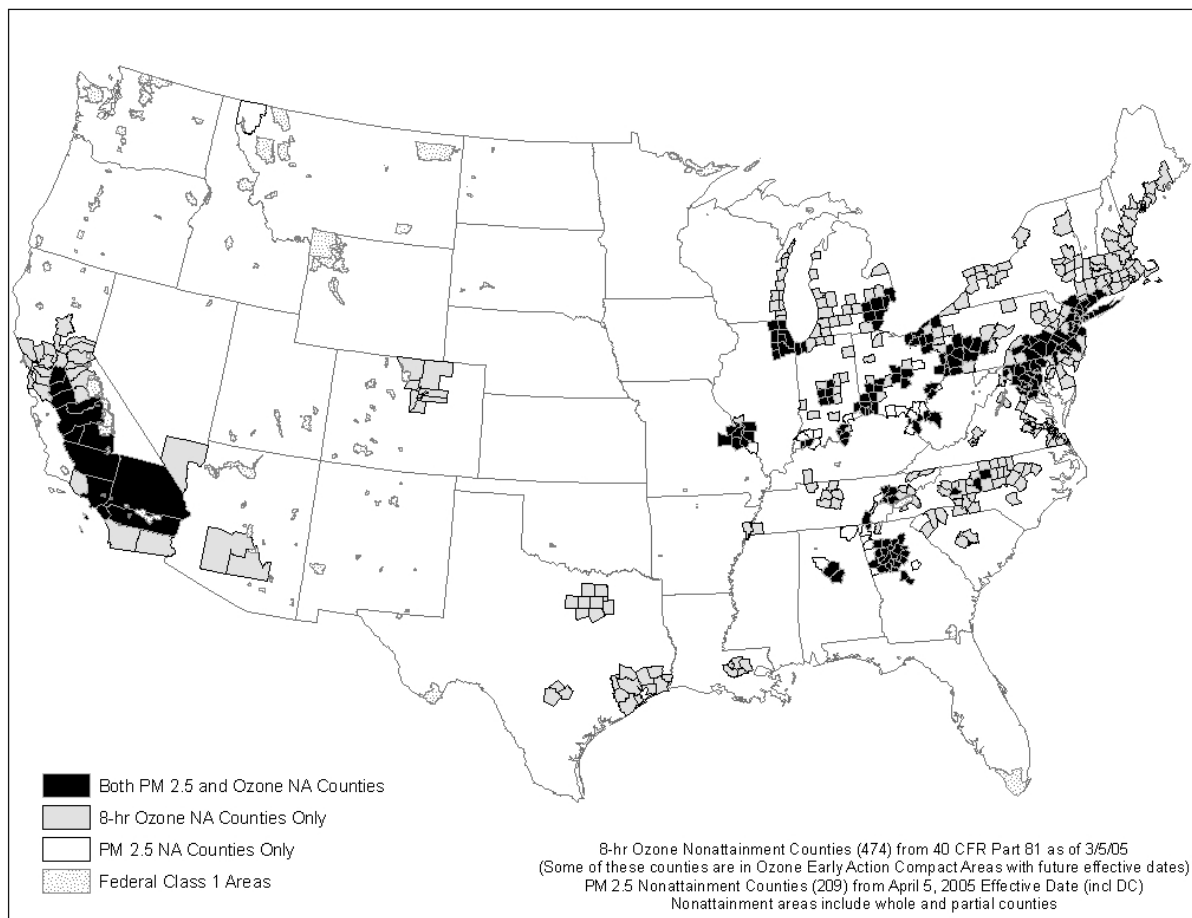 Both PM 2.5 and Ozone NA Counties
8-hr Ozone NA Counties Only
PM 2.5 NA Counties Only
Federal Class 1 Areas
8-hr Ozone Nonattainment Counties (474) from 40 CFR Part 81 as of 3/5/05
(Some of these counties are in Ozone Early Action Compact Areas with future effective dates)
PM 2.5 Nonattainment Counties (209) from April 5, 2005 Effective Date (incl DC)
Nonattainment areas include whole and partial counties